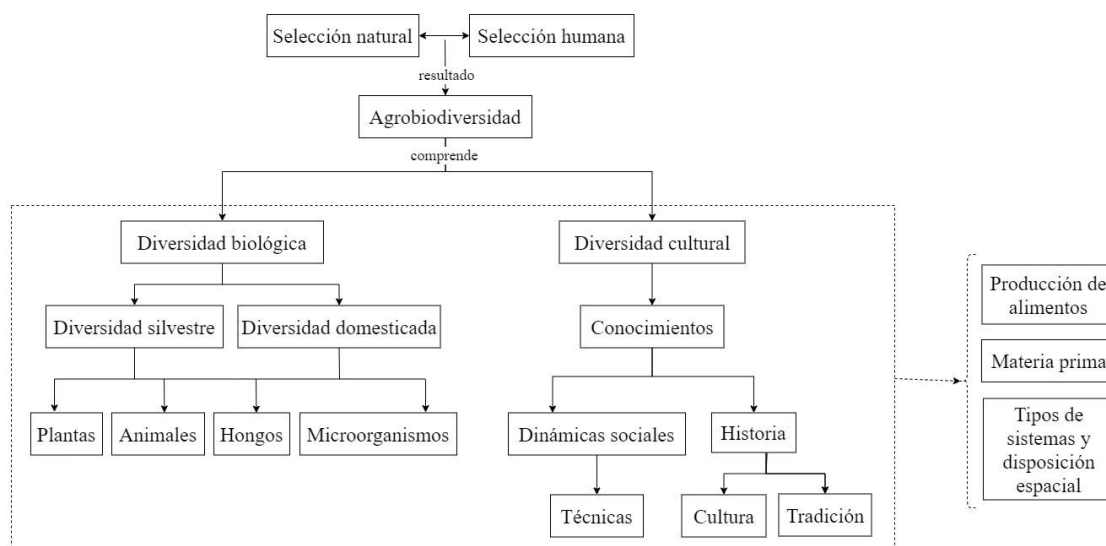 Selección natural
Selección humana
resultado
Agrobiodiversidad
comprende
Diversidad biológica
Diversidad cultural
Diversidad silvestre
Diversidad domesticada
Conocimientos
Plantas
Animales
Hongos
Microorganismos
Dinámicas sociales
Historia
Técnicas
Cultura
Tradición
Producción de
alimentos
Materia prima
Tipos de
sistemas y
disposición
espacial